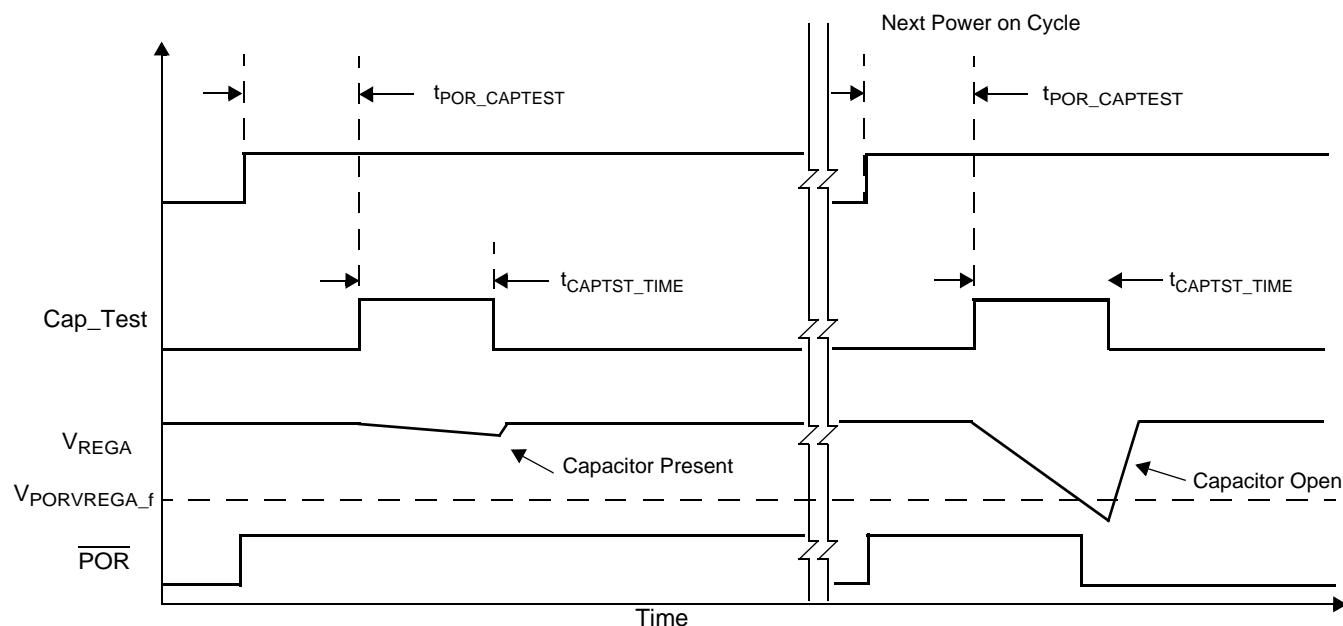 Next Power on Cycle
tPOR_CAPTEST
tPOR_CAPTEST
tCAPTST_TIME
tCAPTST_TIME
Cap_Test
VREGA
Capacitor Present
Capacitor Open
VPORVREGA_f
POR
Time